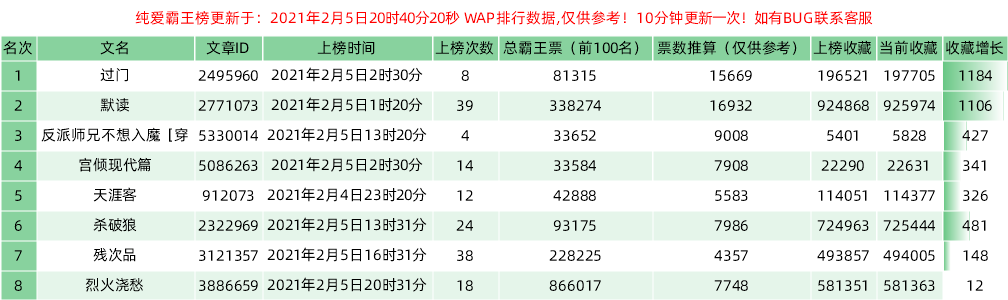 纯爱霸王榜更新于：2021年2月5日20时40分20秒 WAP排行数据,仅供参考！10分钟更新一次！如有BUG联系客服
名次 文名 文章ID 上榜时间 上榜次数 总霸王票（前100名） 票数推算（仅供参考） 上榜收藏 当前收藏 收藏增长
1 过门 2495960 2021年2月5日2时30分 8 81315 15669 196521 197705 1184
2 默读 2771073 2021年2月5日1时20分 39 338274 16932 924868 925974 1106
3 反派师兄不想入魔［穿 5330014 2021年2月5日13时20分 4 33652 9008 5401 5828 427
4 宫倾现代篇 5086263 2021年2月5日2时30分 14 33584 7908 22290 22631 341
5 天涯客 912073 2021年2月4日23时20分 12 42888 5583 114051 114377 326
6 杀破狼 2322969 2021年2月5日13时31分 24 93175 7986 724963 725444 481
7 残次品 3121357 2021年2月5日16时31分 38 228225 4357 493857 494005 148
8 烈火浇愁 3886659 2021年2月5日20时31分 18 866017 7748 581351 581363 12